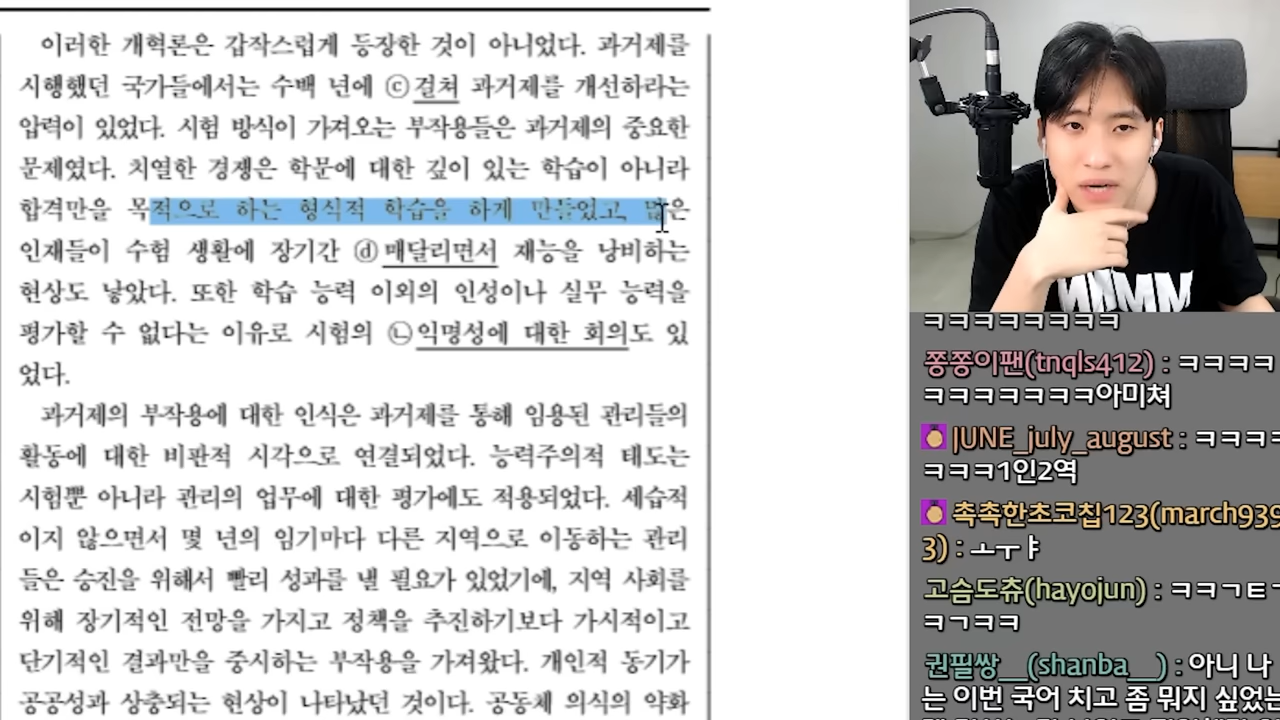 이러한 개혁론은 갑작스럽게 등장한 것이 아니었다. 과거제를
시행했던 국가들에서는 수백 년에 ⓒ걸쳐 과거제를 개선하라는
압력이 있었다. 시험 방식이 가져오는 부작용들은 과거제의 중요한
문제였다. 치열한 경쟁은 학문에 대한 깊이 있는 학습이 아니라
합격만을 목적으로 하는 형식적 학습을 하게 만들었고, 많은
인재들이 수험 생활에 장기간 ⓓ매달리면서 재능을 낭비하는
현상도 낳았다. 또한 학습 능력 이외의 인성이나 실무 능력을
평가할 수 없다는 이유로 시험의 ㉡익명성에 대한 회의도 있
었다.
과거제의 부작용에 대한 인식은 과거제를 통해 임용된 관리들의
활동에 대한 비판적 시각으로 연결되었다. 능력주의적 태도는
시험뿐 아니라 관리의 업무에 대한 평가에도 적용되었다. 세습적
이지 않으면서 몇 년의 임기마다 다른 지역으로 이동하는 관리
들은 승진을 위해서 빨리 성과를 낼 필요가 있었기에, 지역 사회를
위해 장기적인 전망을 가지고 정책을 추진하기보다 가시적이고
단기적인 결과만을 중시하는 부작용을 가져왔다. 개인적 동기가
공공성과 상충되는 현상이 나타났던 것이다. 공동체 의식의 약화
ㅋㅋㅋㅋㅋㅋㅋㅋ
쫑쫑이팬(tnqls412) : ㅋㅋㅋㅋ
ㅋㅋㅋㅋㅋㅋㅋ아미쳐
JUNE_july_august : ㅋㅋㅋㅋ
ㅋㅋㅋ1인2역
촉촉한초코칩123(march939
3) : ㅗㅜㅑ
고슴도츄(hayojun) : ㅋㅋㄱㅌ
ㅋㄱㅋㅋ
권필쌍__(shanba__) : 아니 나
는 이번 국어 치고 좀 뭐지 싶었는